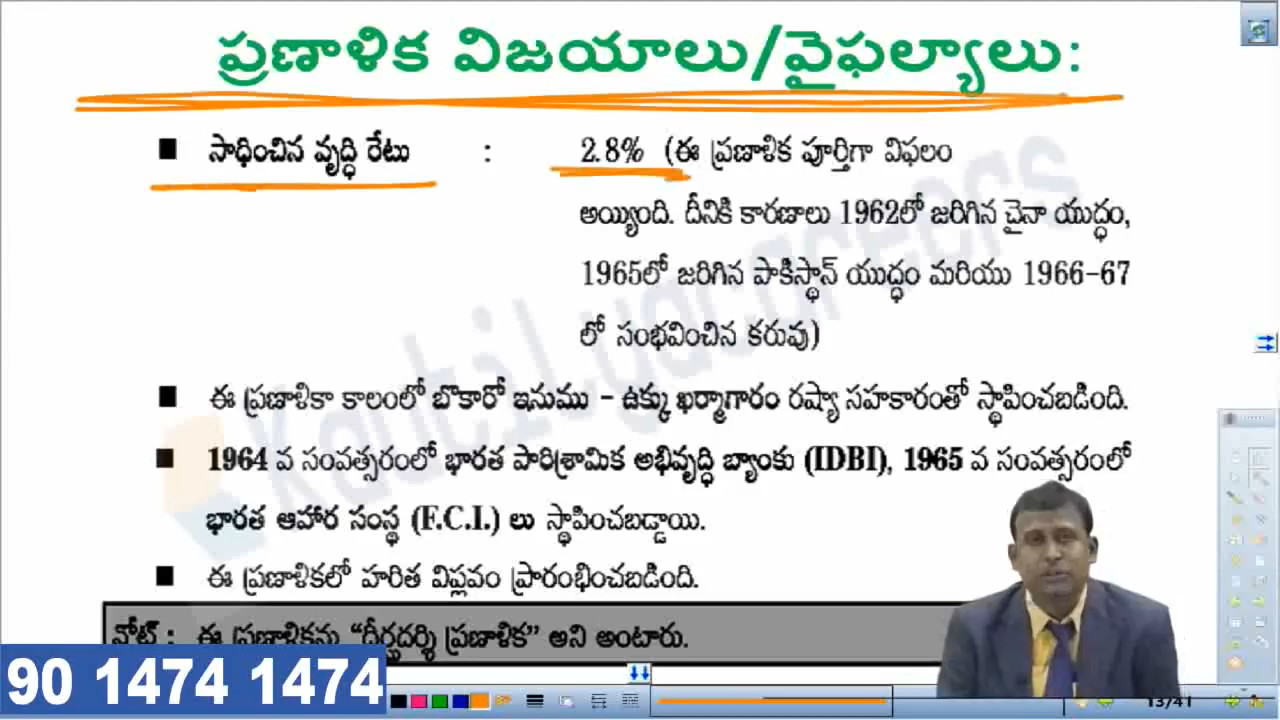 ప్రణాళిక విజయాలు/వైఫల్యాలు:
■ సాధించిన వృద్ధి రేటు : 2.8% (ఈ ప్రణాళిక పూర్తిగా విఫలం
అయ్యింది. దీనికి కారణాలు 1962లో జరిగిన చైనా యుద్ధం,
1965లో జరిగిన పాకిస్థాన్ యుద్ధం మరియు 1966-67
లో సంభవించిన కరువు)
■ ఈ ప్రణాళికా కాలంలో బొకారో ఇనుము - ఉక్కు ఖర్మాగారం రష్యా సహకారంతో స్థాపించబడింది.
■ 1964 వ సంవత్సరంలో భారత పారిశ్రామిక అభివృద్ధి బ్యాంకు (IDBI), 1965 వ సంవత్సరంలో
భారత ఆహార సంస్థ (F.C.I.) లు స్థాపించబడ్డాయి.
■ ఈ ప్రణాళికలో హరిత విప్లవం ప్రారంభించబడింది.
నోట్ : ఈ ప్రణాళికను “దీర్ఘదర్శి ప్రణాళిక” అని అంటారు.
90 1474 1474
13/41
KautiLyacareers